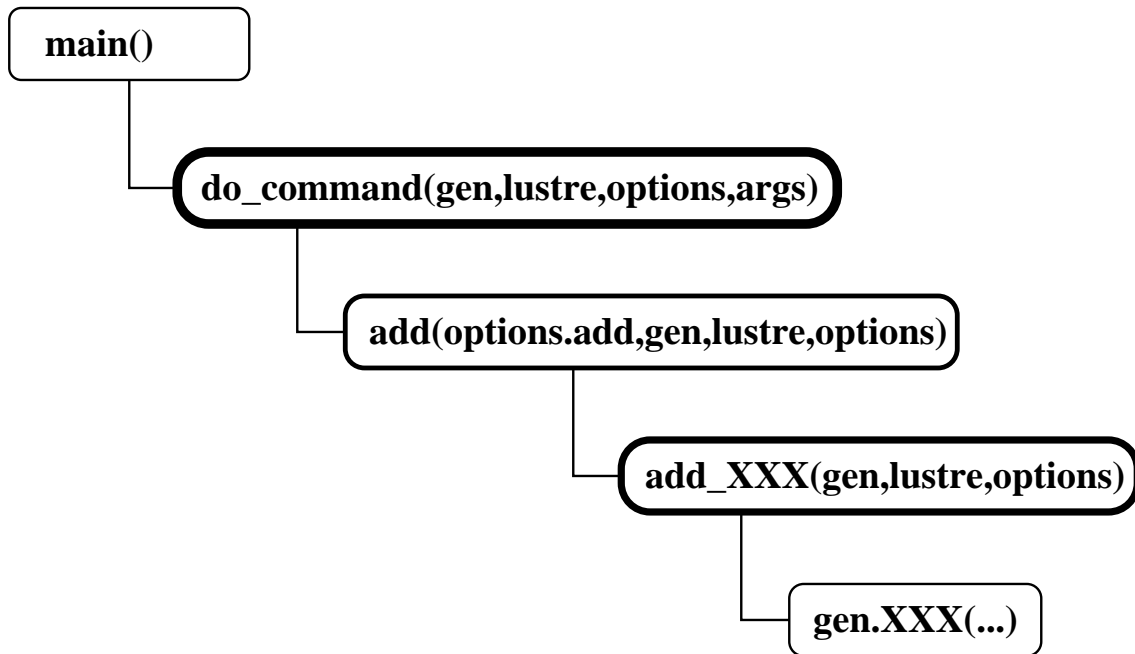 main()
do_command(gen,lustre,options,args)
add(options.add,gen,lustre,options)
add_XXX(gen,lustre,options)
gen.XXX(...)